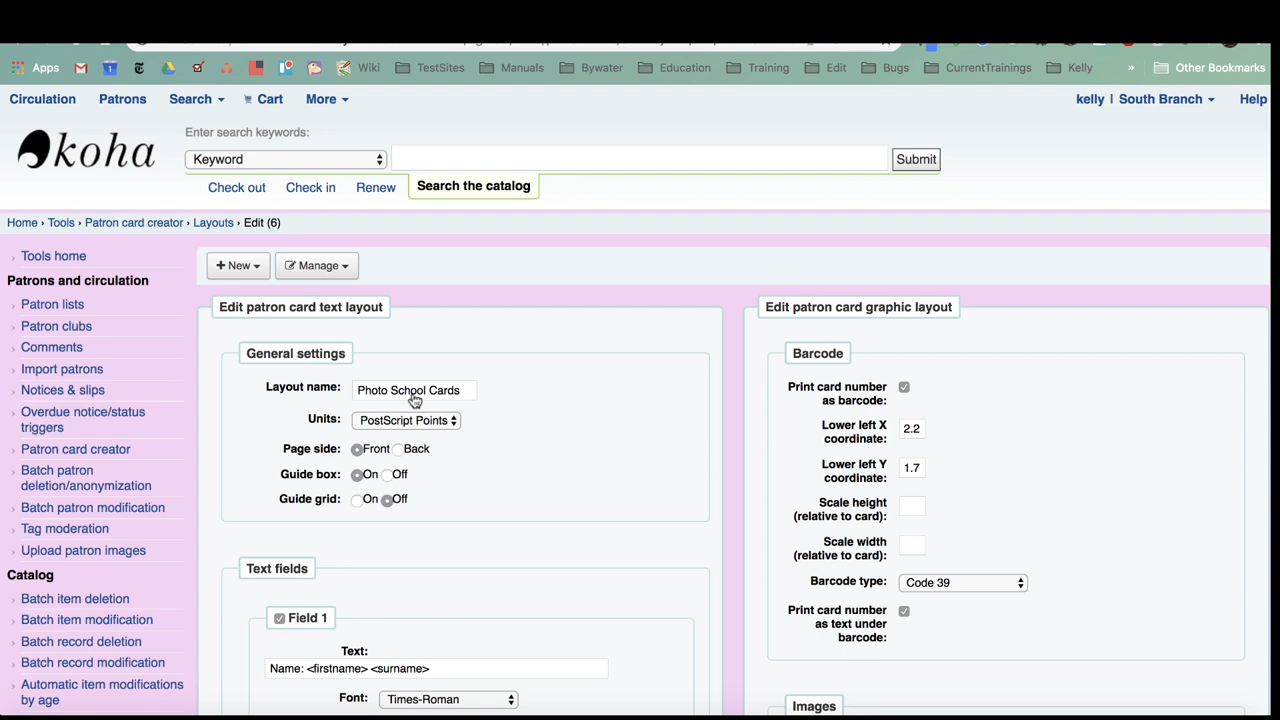 Apps Wiki TestSites Manuals Bywater Education Training Edit Bugs CurrentTrainings Kelly » Other Bookmarks
Circulation Patrons Search Cart More kelly | South Branch Help
koha
Enter search keywords:
Keyword Submit
Check out Check in Renew Search the catalog
Home › Tools › Patron card creator › Layouts › Edit (6)
Tools home
Patrons and circulation
Patron lists
Patron clubs
Comments
Import patrons
Notices & slips
Overdue notice/status
triggers
Patron card creator
Batch patron
deletion/anonymization
Batch patron modification
Tag moderation
Upload patron images
Catalog
Batch item deletion
Batch item modification
Batch record deletion
Batch record modification
Automatic item modifications
by age
+ New Manage
Edit patron card text layout
General settings
Layout name: Photo School Cards
Units: PostScript Points
Page side: Front Back
Guide box: On Off
Guide grid: On Off
Text fields
Field 1
Text:
Name: <firstname> <surname>
Font: Times-Roman
Edit patron card graphic layout
Barcode
Print card number
as barcode:
Lower left X
coordinate: 2.2
Lower left Y
coordinate: 1.7
Scale height
(relative to card):
Scale width
(relative to card):
Barcode type: Code 39
Print card number
as text under
barcode:
Images